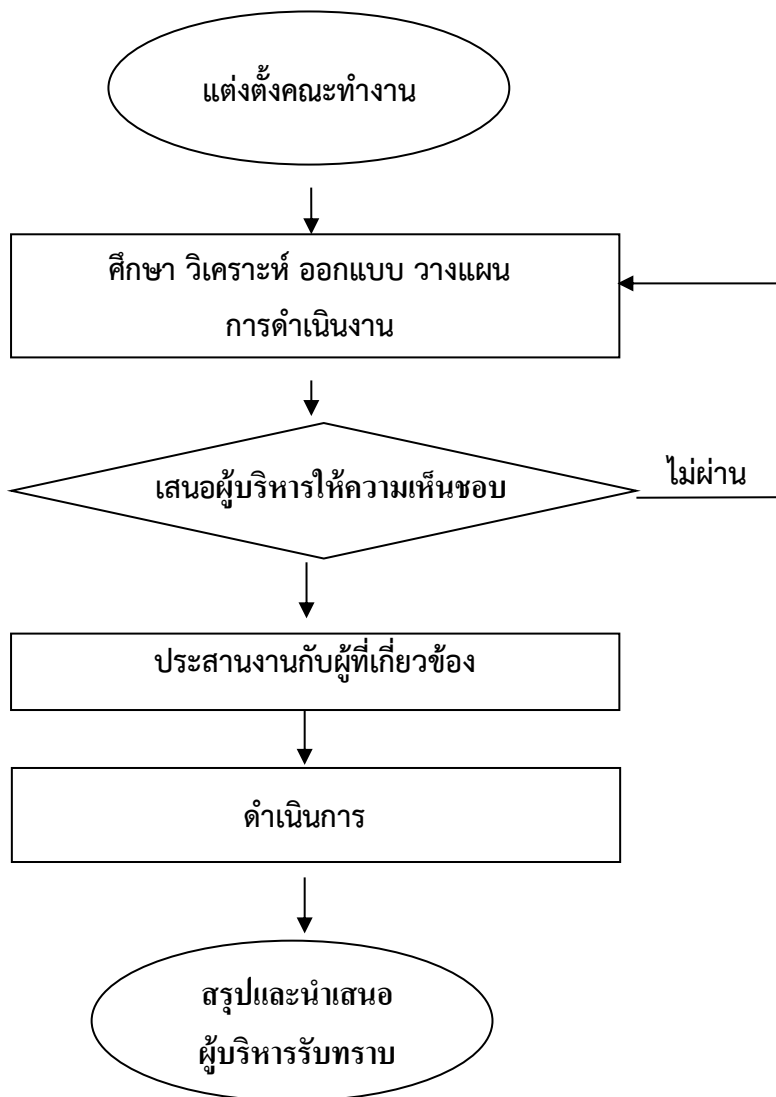 แต่งตั้งคณะทำงาน
ศึกษา วิเคราะห์ ออกแบบ วางแผน
การดำเนินงาน
เสนอผู้บริหารให้ความเห็นชอบ
ไม่ผ่าน
ประสานงานกับผู้ที่เกี่ยวข้อง
ดำเนินการ
สรุปและนำเสนอ
ผู้บริหารรับทราบ